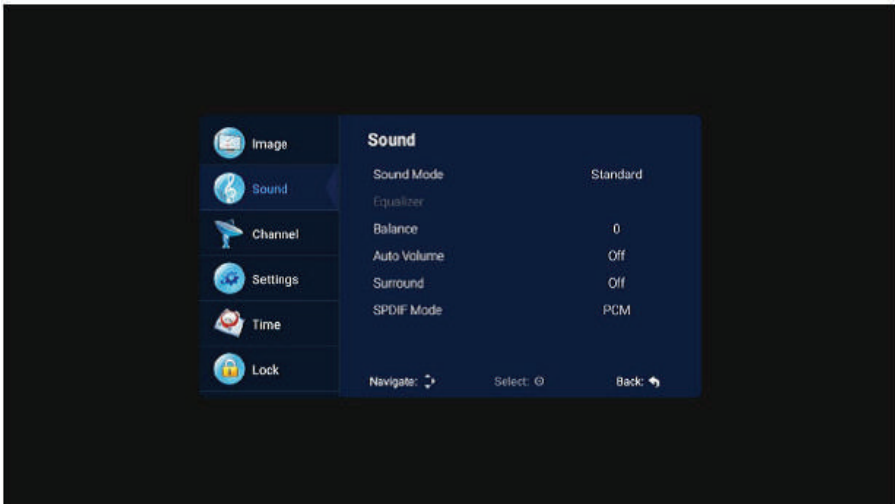 Image
Sound
Channel
Settings
Time
Lock
Sound
Sound Mode Standard
Equalizer
Balance 0
Auto Volume Off
Surround Off
SPDIF Mode PCM
Navigate: Select: Back: